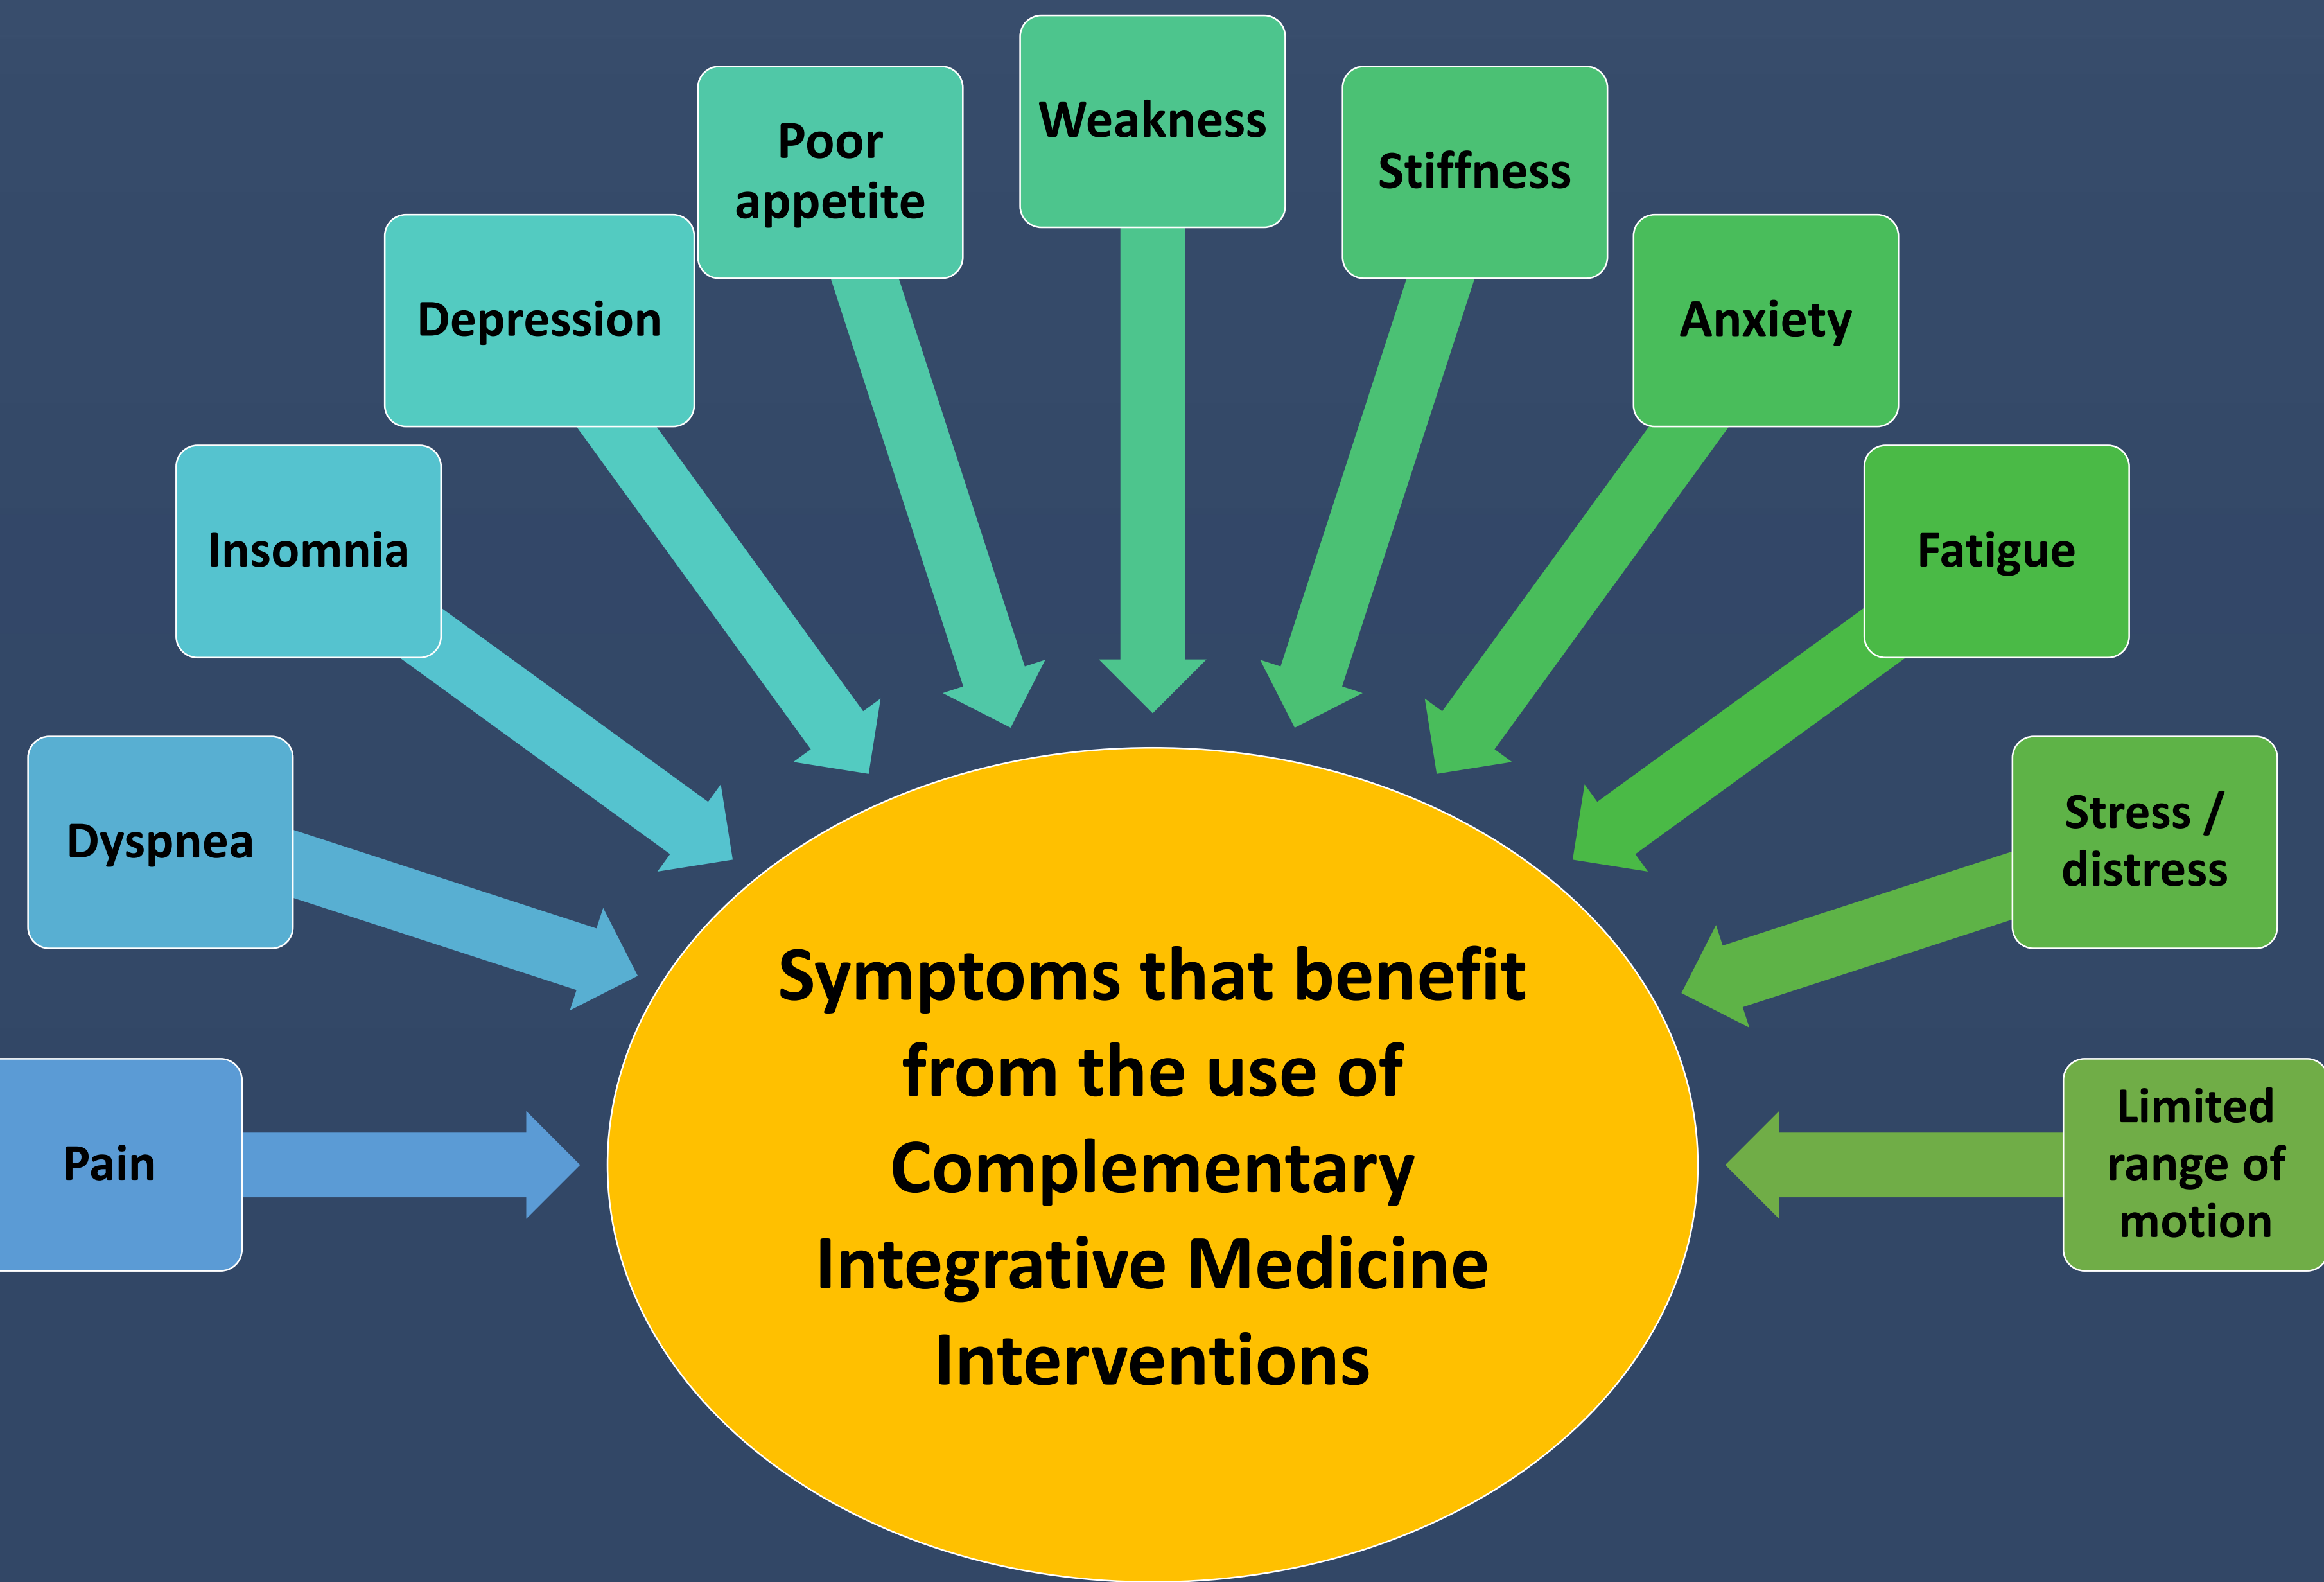 Weakness
Poor
appetite
Stiffness
Depression
Anxiety
Insomnia
Fatigue
Dyspnea
Stress /
distress
Pain
Limited
range of
motion
Symptoms that benefit
from the use of
Complementary
Integrative Medicine
Interventions